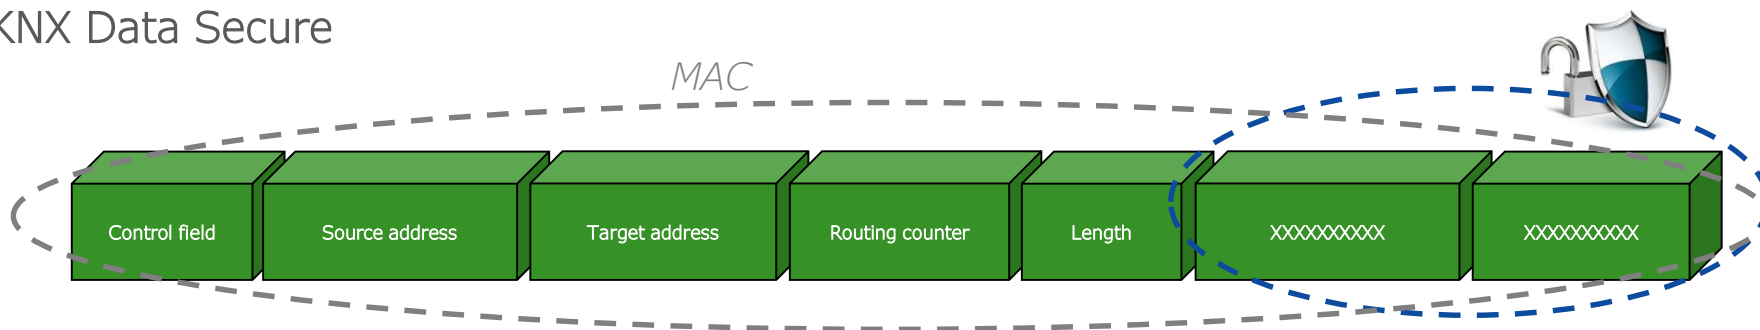 KNX Data Secure
MAC
Control field
Source address
Target address
Routing counter
Length
XXXXXXXXXX
XXXXXXXXXX